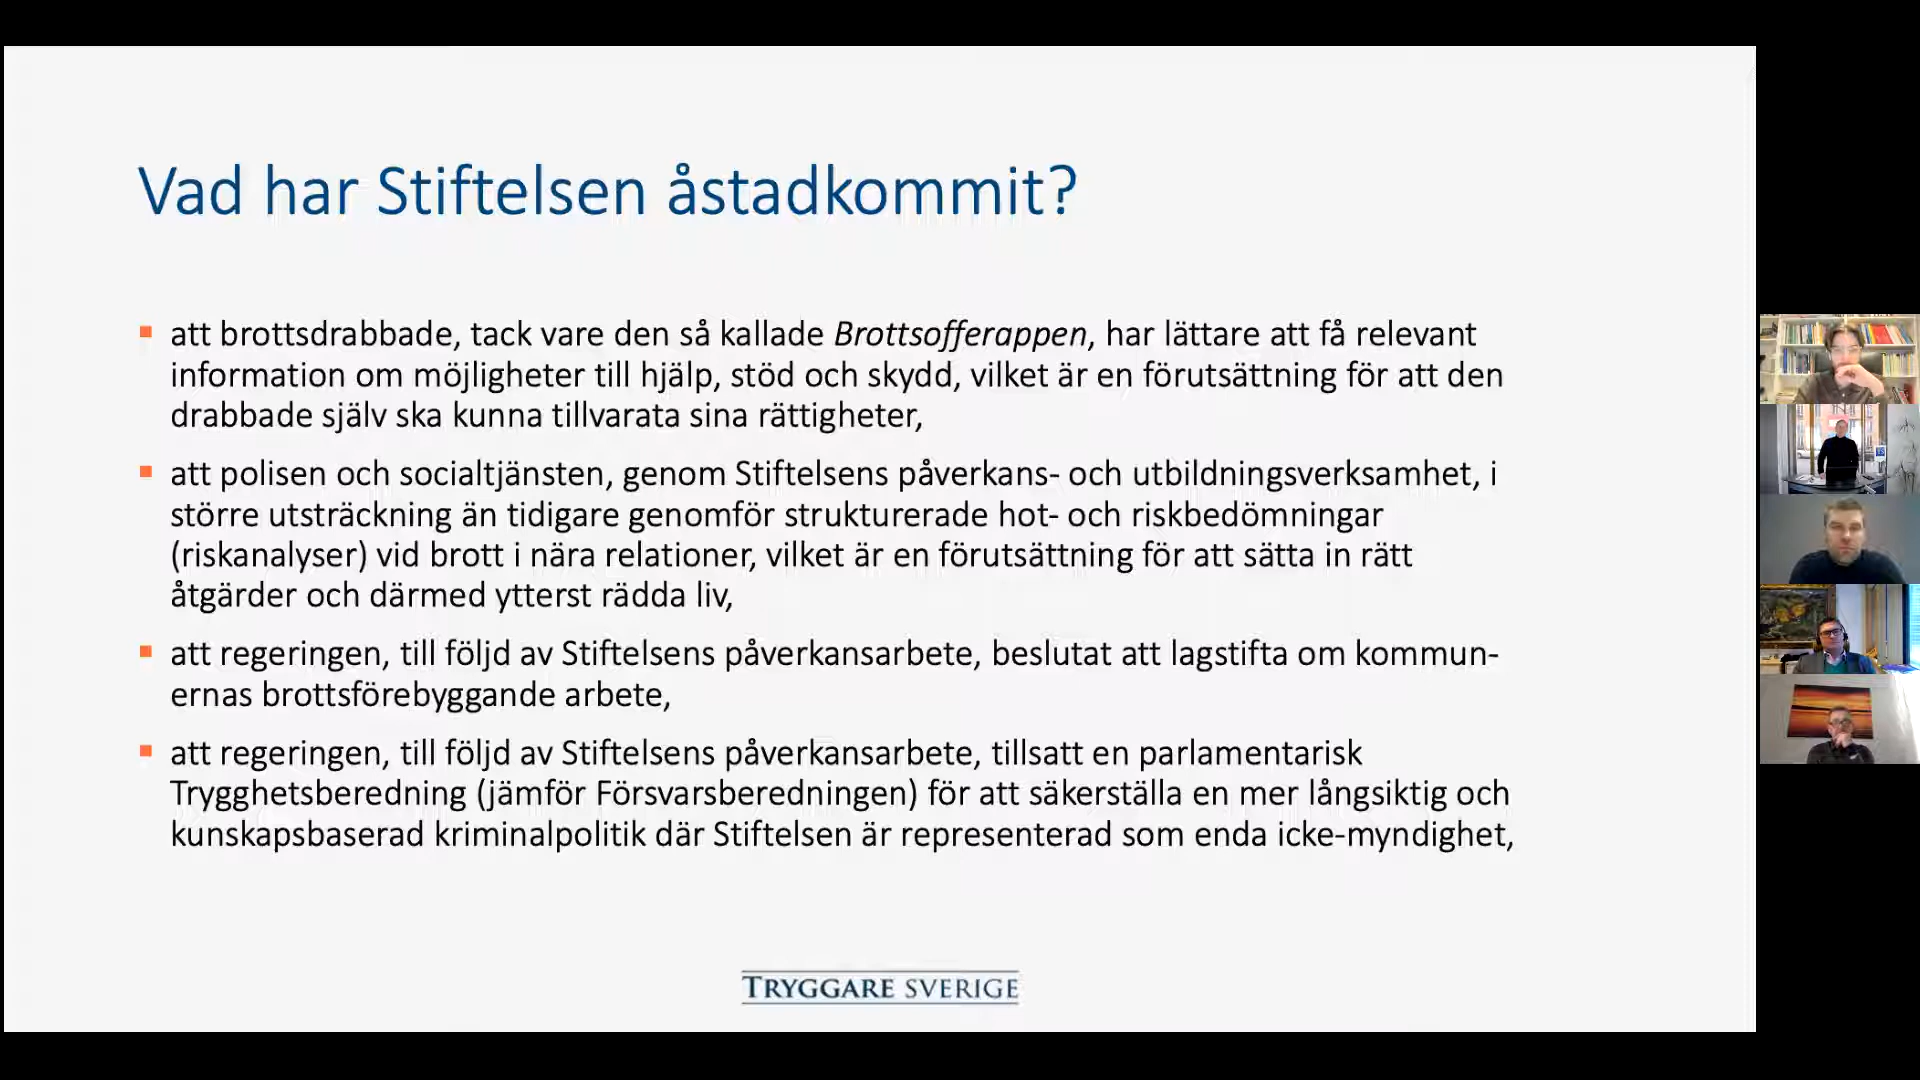 Vad har Stiftelsen åstadkommit?
att brottsdrabbade, tack vare den så kallade Brottsofferappen, har lättare att få relevant
information om möjligheter till hjälp, stöd och skydd, vilket är en förutsättning för att den
drabbade själv ska kunna tillvarata sina rättigheter,
att polisen och socialtjänsten, genom Stiftelsens påverkans- och utbildningsverksamhet, i
större utsträckning än tidigare genomför strukturerade hot- och riskbedömningar
(riskanalyser) vid brott i nära relationer, vilket är en förutsättning för att sätta in rätt
åtgärder och därmed ytterst rädda liv,
att regeringen, till följd av Stiftelsens påverkansarbete, beslutat att lagstifta om kommun-
ernas brottsförebyggande arbete,
att regeringen, till följd av Stiftelsens påverkansarbete, tillsatt en parlamentarisk
Trygghetsberedning (jämför Försvarsberedningen) för att säkerställa en mer långsiktig och
kunskapsbaserad kriminalpolitik där Stiftelsen är representerad som enda icke-myndighet,
TRYGGARE SVERIGE